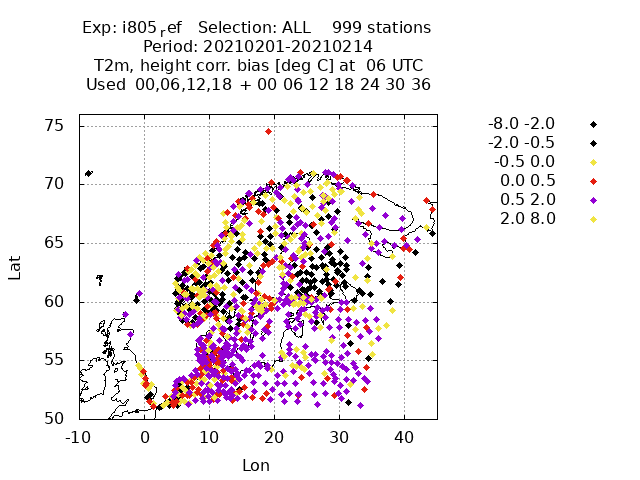 Exp: i805ref Selection: ALL 999 stations
Period: 20210201-20210214
T2m, height corr. bias [deg C] at 06 UTC
Used 00,06,12,18 + 00 06 12 18 24 30 36
-8.0 -2.0
-2.0 -0.5
-0.5 0.0
0.0 0.5
0.5 2.0
2.0 8.0
75
70
65
60
55
50
Lat
-10 0 10 20 30 40
Lon